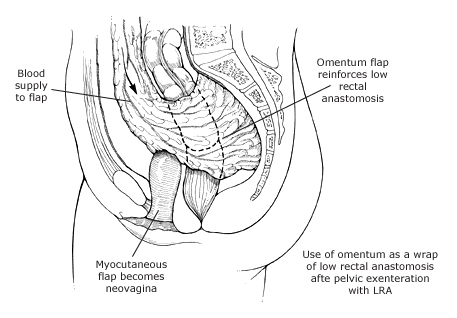 Blood
supply
to flap
Omentum flap
reinforces low
rectal
anastomosis
Myocutaneous
flap becomes
neovagina
Use of omentum as a wrap
of low rectal anastomosis
afte pelvic exenteration
with LRA